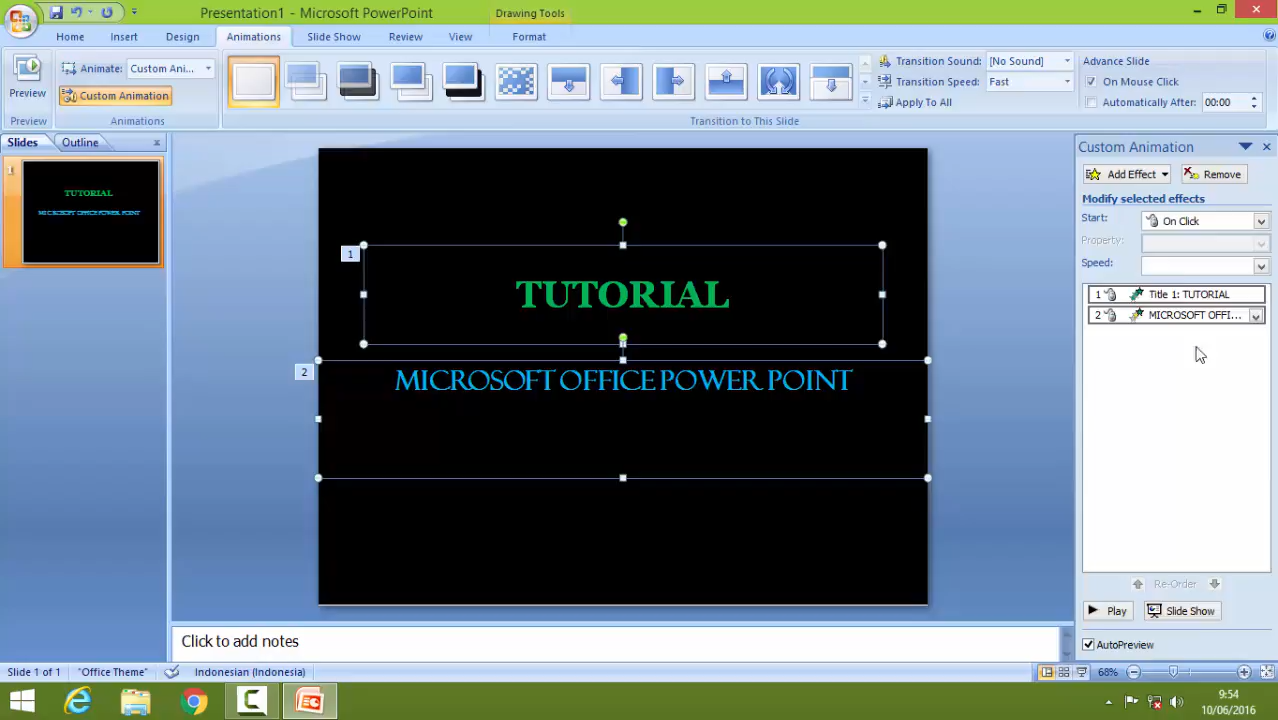 Presentation1 - Microsoft PowerPoint
Drawing Tools
Home Insert Design Animations Slide Show Review View Format
Preview
Animate: Custom Ani...
Custom Animation
Transition Sound: [No Sound]
Transition Speed: Fast
Apply To All
Advance Slide
On Mouse Click
Automatically After: 00:00
Preview Animations Transition to This Slide
Slides Outline
1
TUTORIAL
MICROSOFT OFFICE POWER POINT
1
TUTORIAL
2
MICROSOFT OFFICE POWER POINT
Custom Animation
Add Effect Remove
Modify selected effects
Start: On Click
Property:
Speed:
1 Title 1: TUTORIAL
2 MICROSOFT OFFI...
Re-Order
Play Slide Show
AutoPreview
Click to add notes
Slide 1 of 1 "Office Theme" Indonesian (Indonesia) 68%
9:54
10/06/2016